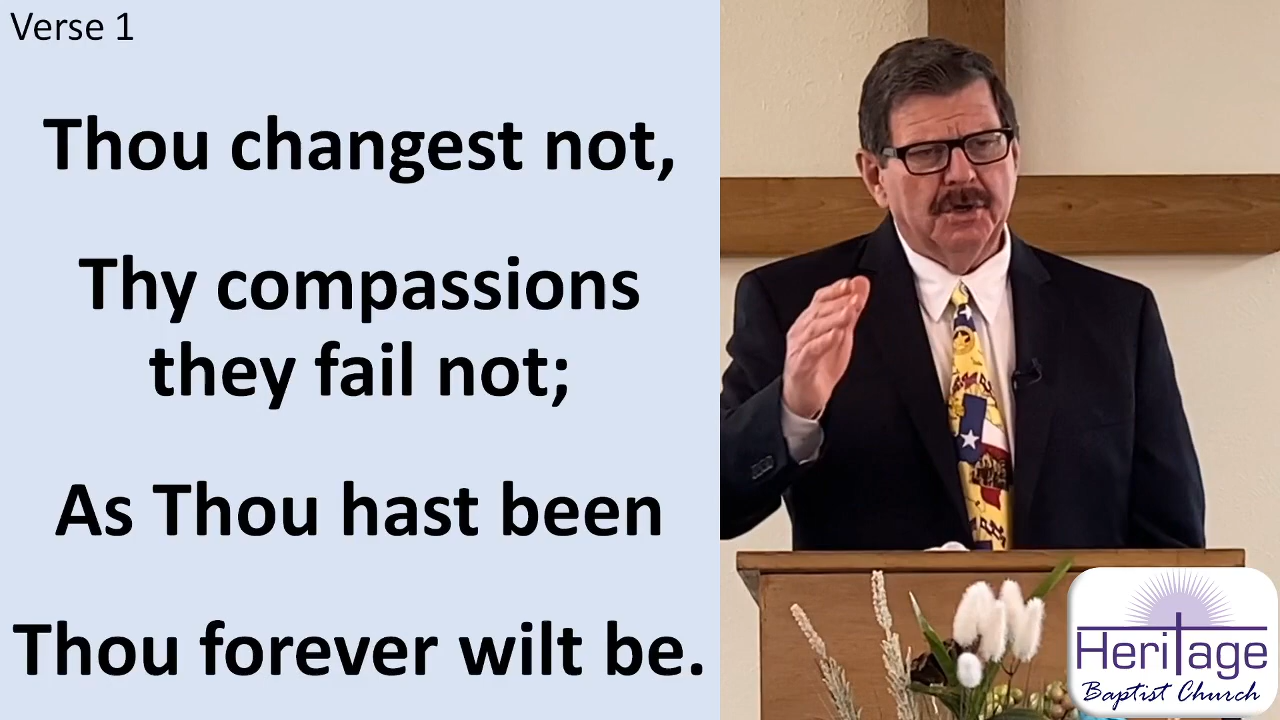 Verse 1
Thou changest not,
Thy compassions
they fail not;
As Thou hast been
Thou forever wilt be.
Heritage
Baptist Church